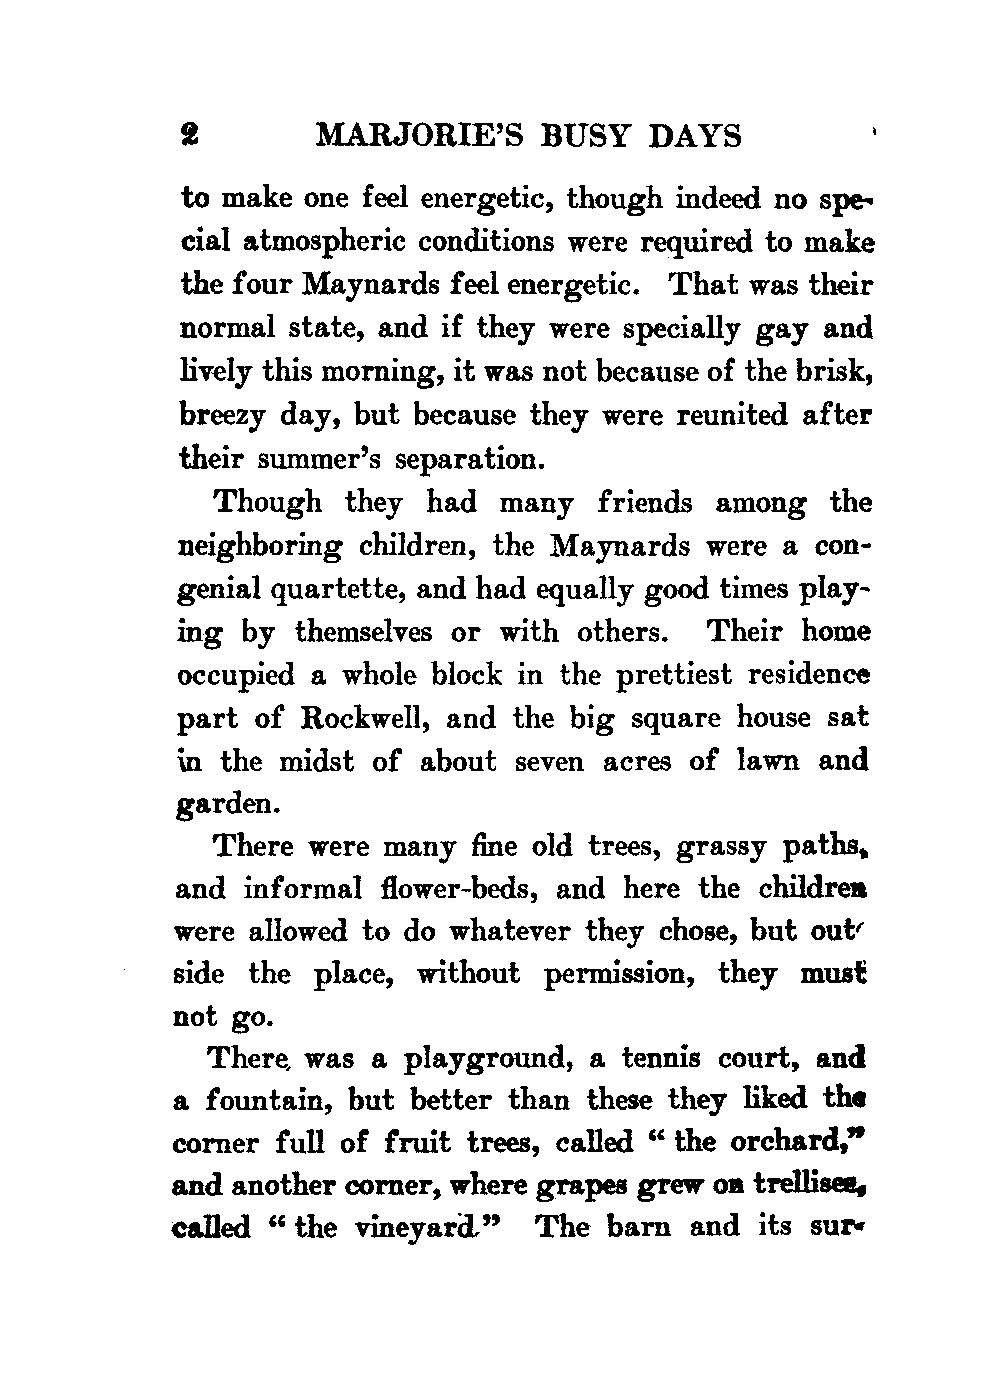 2 MARJORIE'S BUSY DAYS
to make one feel energetic, though indeed no spe-
cial atmospheric conditions were required to make
the four Maynards feel energetic. That was their
normal state, and if they were specially gay and
lively this morning, it was not because of the brisk,
breezy day, but because they were reunited after
their summer's separation.
Though they had many friends among the
neighboring children, the Maynards were a con-
genial quartette, and had equally good times play-
ing by themselves or with others. Their home
occupied a whole block in the prettiest residence
part of Rockwell, and the big square house sat
in the midst of about seven acres of lawn and
garden.
There were many fine old trees, grassy paths,
and informal flower-beds, and here the children
were allowed to do whatever they chose, but out-
side the place, without permission, they must
not go.
There was a playground, a tennis court, and
a fountain, but better than these they liked the
corner full of fruit trees, called " the orchard,"
and another corner, where grapes grew on trellises,
called " the vineyard." The barn and its sur-